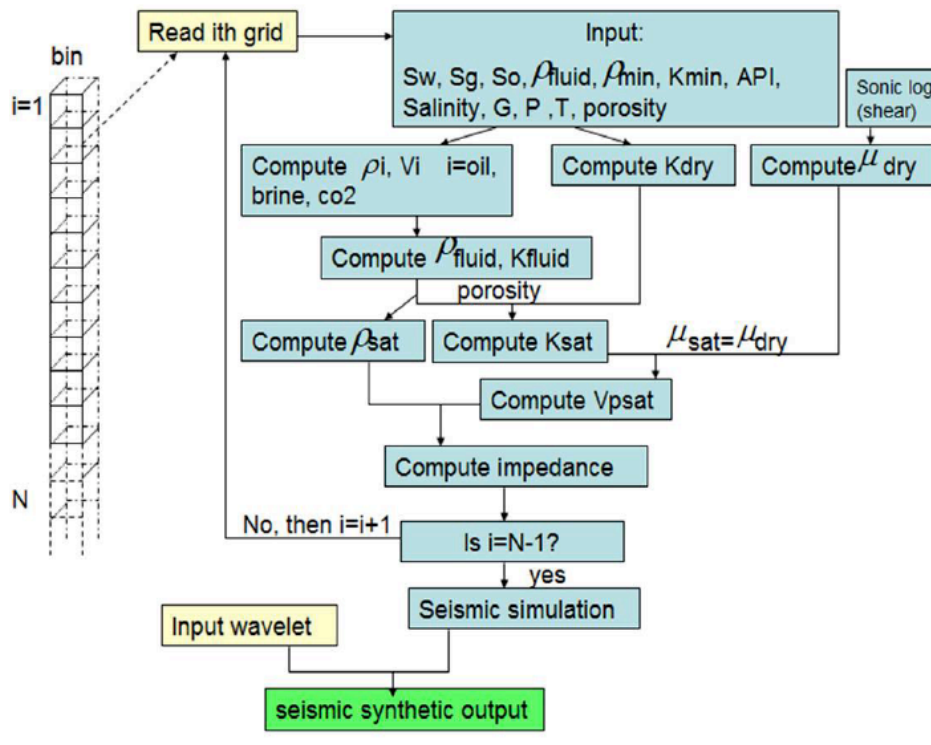 Read ith grid
bin
i=1
N
Input:
Sw, Sg, So, ρfluid, ρmin, Kmin, API,
Salinity, G, P ,T, porosity
Sonic log
(shear)
Compute ρi, Vi i=oil,
brine, co2
Compute Kdry
Compute μ dry
Compute ρfluid, Kfluid
porosity
Compute ρsat
Compute Ksat
μsat=μdry
Compute Vpsat
Compute impedance
No, then i=i+1
Is i=N-1?
yes
Seismic simulation
Input wavelet
seismic synthetic output